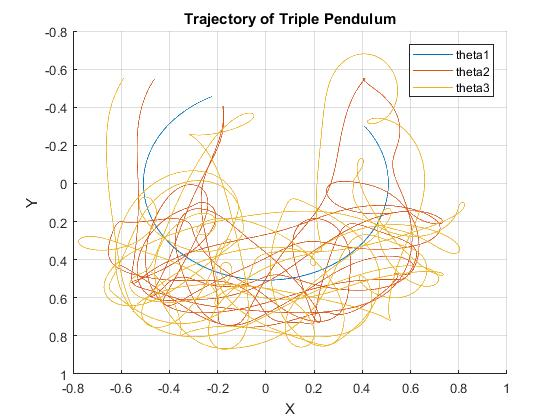 Trajectory of Triple Pendulum
theta1
theta2
theta3
-0.8
-0.6
-0.4
-0.2
0
0.2
0.4
0.6
0.8
1
Y
-0.8 -0.6 -0.4 -0.2 0 0.2 0.4 0.6 0.8 1
X